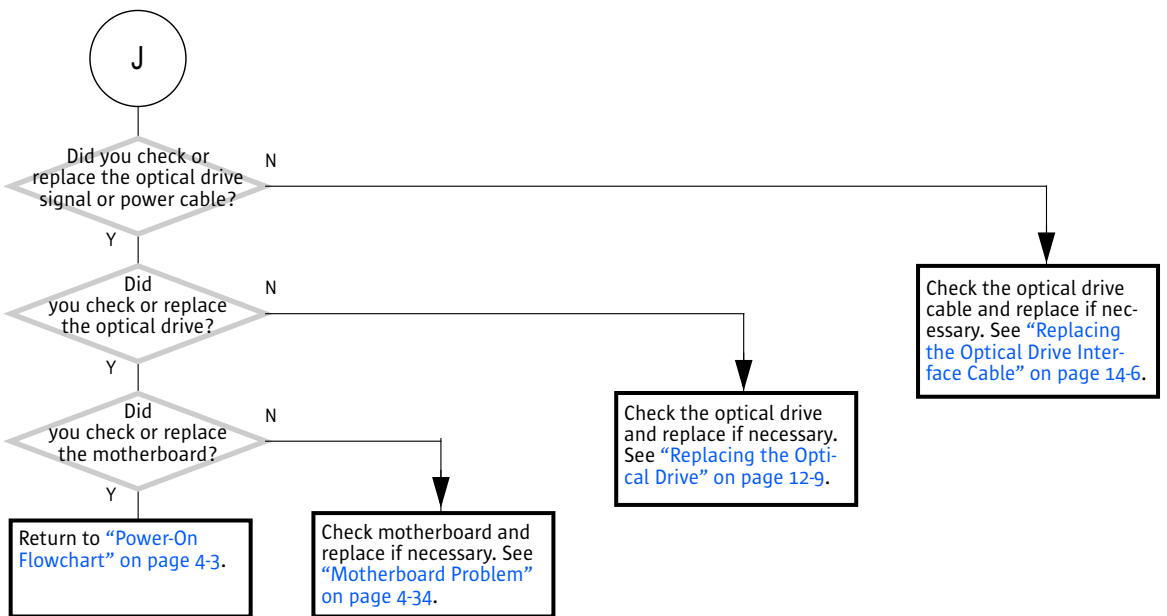 J
Did you check or
replace the optical drive
signal or power cable?
N
Y
Did
you check or replace
the optical drive?
N
Y
Did
you check or replace
the motherboard?
N
Y
Check the optical drive
cable and replace if nec-
essary. See “Replacing
the Optical Drive Inter-
face Cable” on page 14-6.
Check the optical drive
and replace if necessary.
See “Replacing the Opti-
cal Drive” on page 12-9.
Check motherboard and
replace if necessary. See
“Motherboard Problem”
on page 4-34.
Return to “Power-On
Flowchart” on page 4-3.